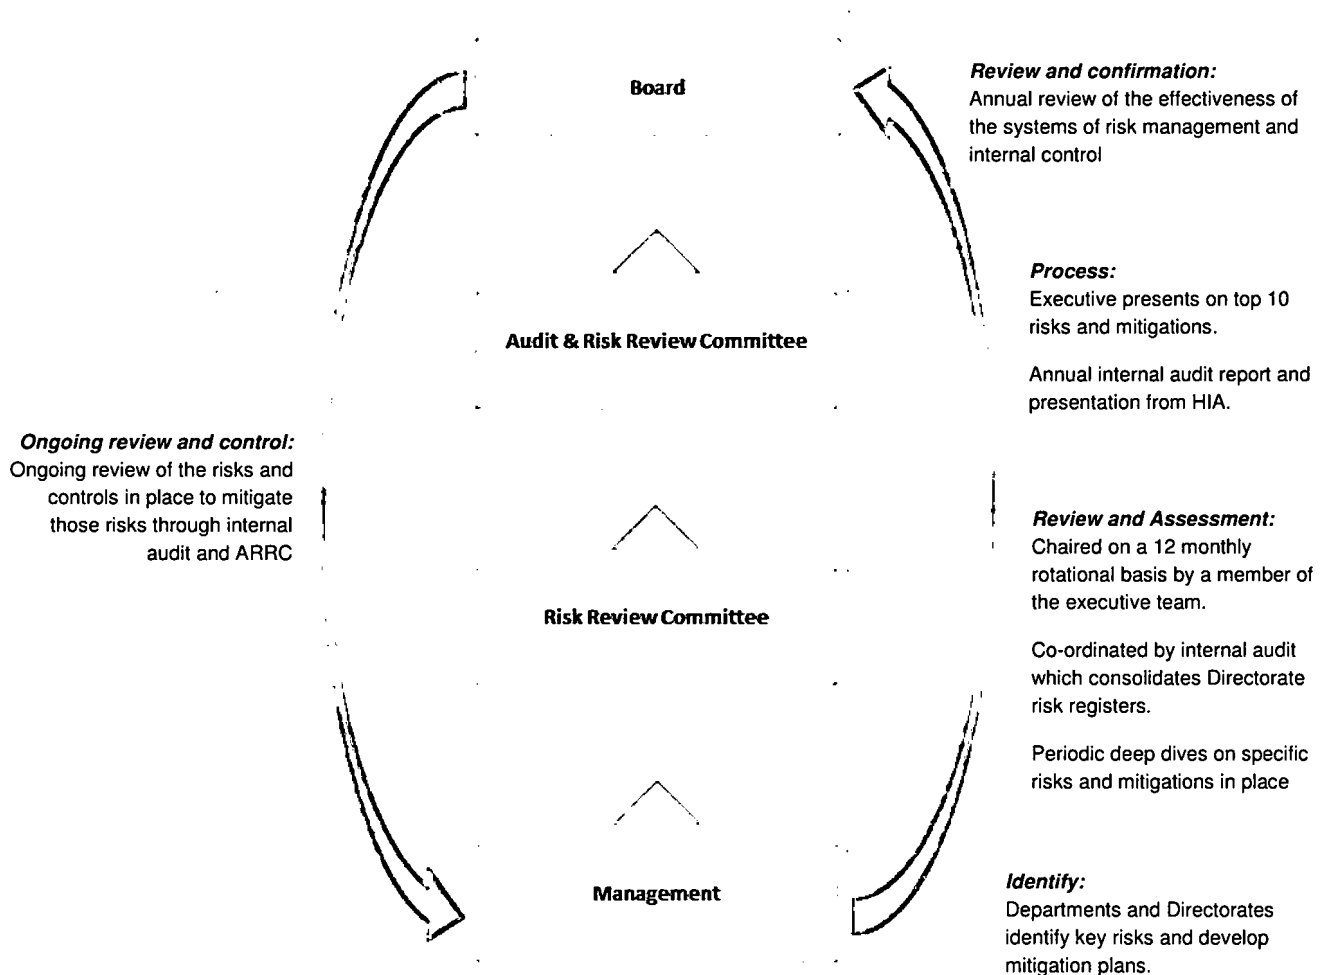 Board
Review and confirmation:
Annual review of the effectiveness of
the systems of risk management and
internal control
Process:
Executive presents on top 10
risks and mitigations.
Annual internal audit report and
presentation from HIA.
Audit & Risk Review Committee
Ongoing review and control:
Ongoing review of the risks and
controls in place to mitigate
those risks through internal
audit and ARRC
Review and Assessment:
Chaired on a 12 monthly
rotational basis by a member of
the executive team.
Co-ordinated by internal audit
which consolidates Directorate
risk registers.
Periodic deep dives on specific
risks and mitigations in place
Risk Review Committee
Management
Identify:
Departments and Directorates
identify key risks and develop
mitigation plans.